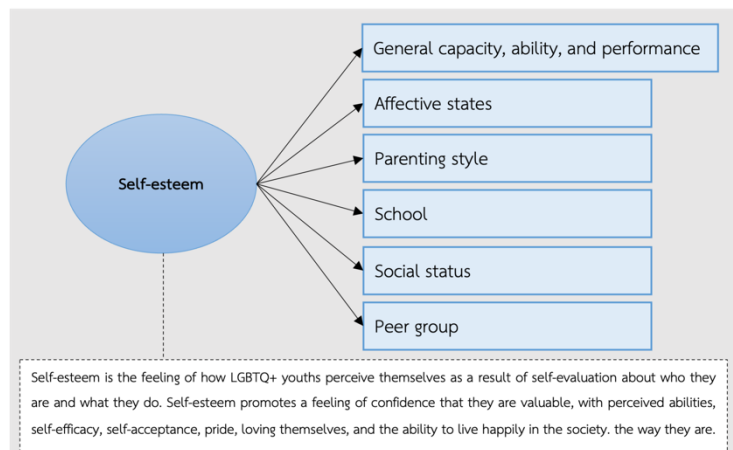 General capacity, ability, and performance
Affective states
Parenting style
Self-esteem
School
Social status
Peer group
Self-esteem is the feeling of how LGBTQ+ youths perceive themselves as a result of self-evaluation about who they
are and what they do. Self-esteem promotes a feeling of confidence that they are valuable, with perceived abilities,
self-efficacy, self-acceptance, pride, loving themselves, and the ability to live happily in the society. the way they are.